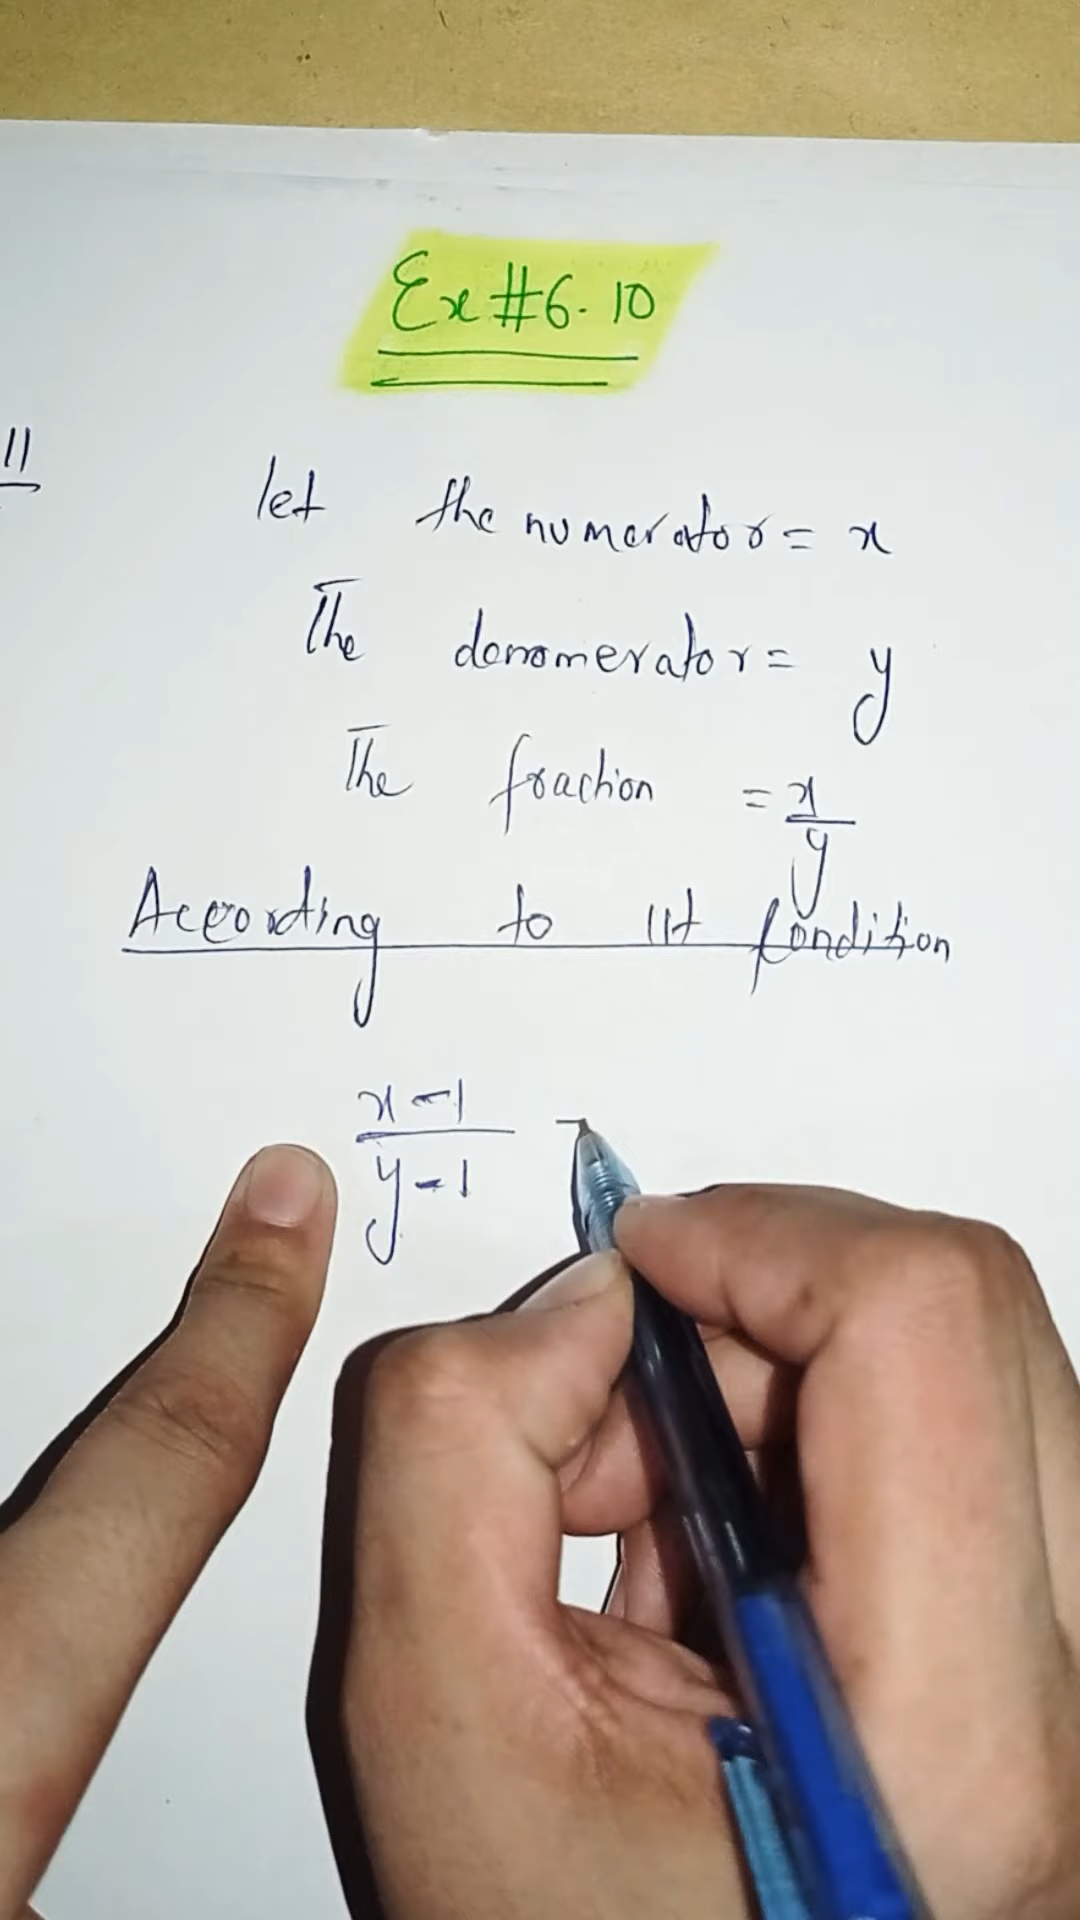 Ex #6.10
11
let the numerator = x
The denomerator = y
The fraction = x/y
According to 1st Condition
x-1
y-1